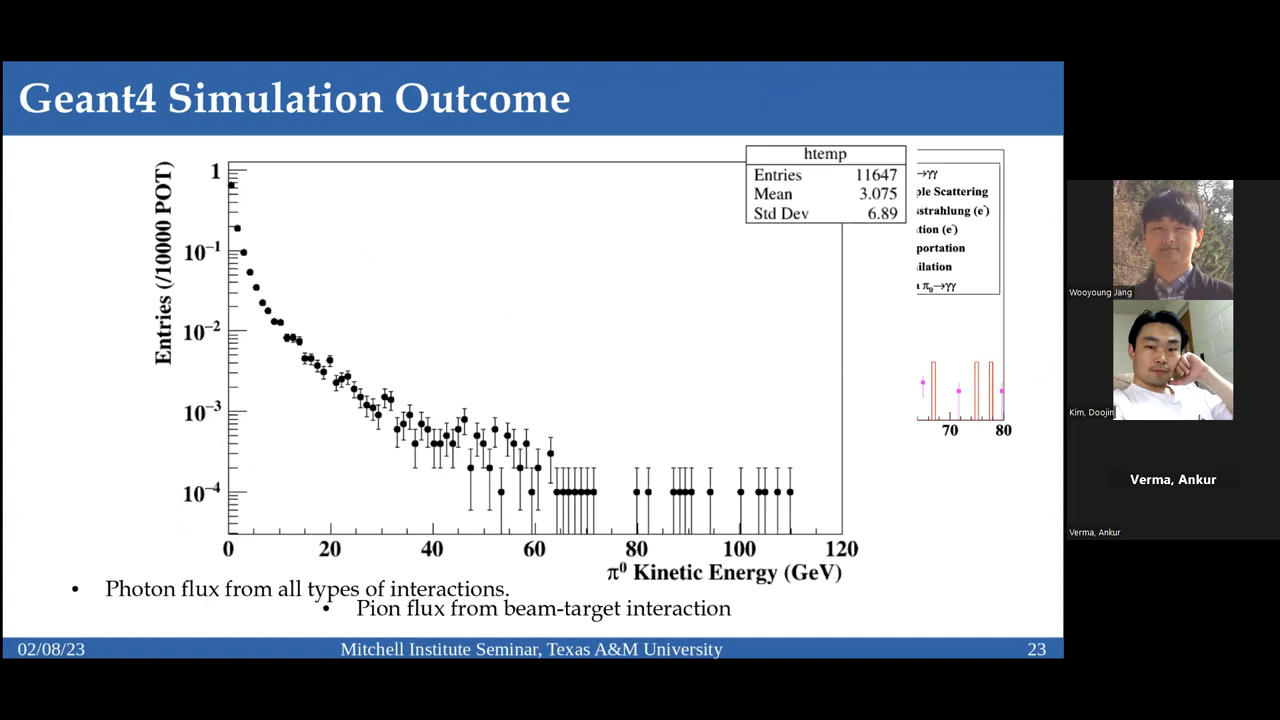 Geant4 Simulation Outcome
htemp
Entries 11647
Mean 3.075
Std Dev 6.89
Entries (/10000 POT)
1
10⁻¹
10⁻²
10⁻³
10⁻⁴
0 20 40 60 80 100 120
π⁰ Kinetic Energy (GeV)
→γγ
ple Scattering
sstrahlung (e⁻)
tion (e⁻)
portation
ilation
π₀→γγ
70 80
• Photon flux from all types of interactions.
• Pion flux from beam-target interaction
02/08/23
Mitchell Institute Seminar, Texas A&M University
23
Wooyoung Jang
Kim, Doojin
Verma, Ankur
Verma, Ankur